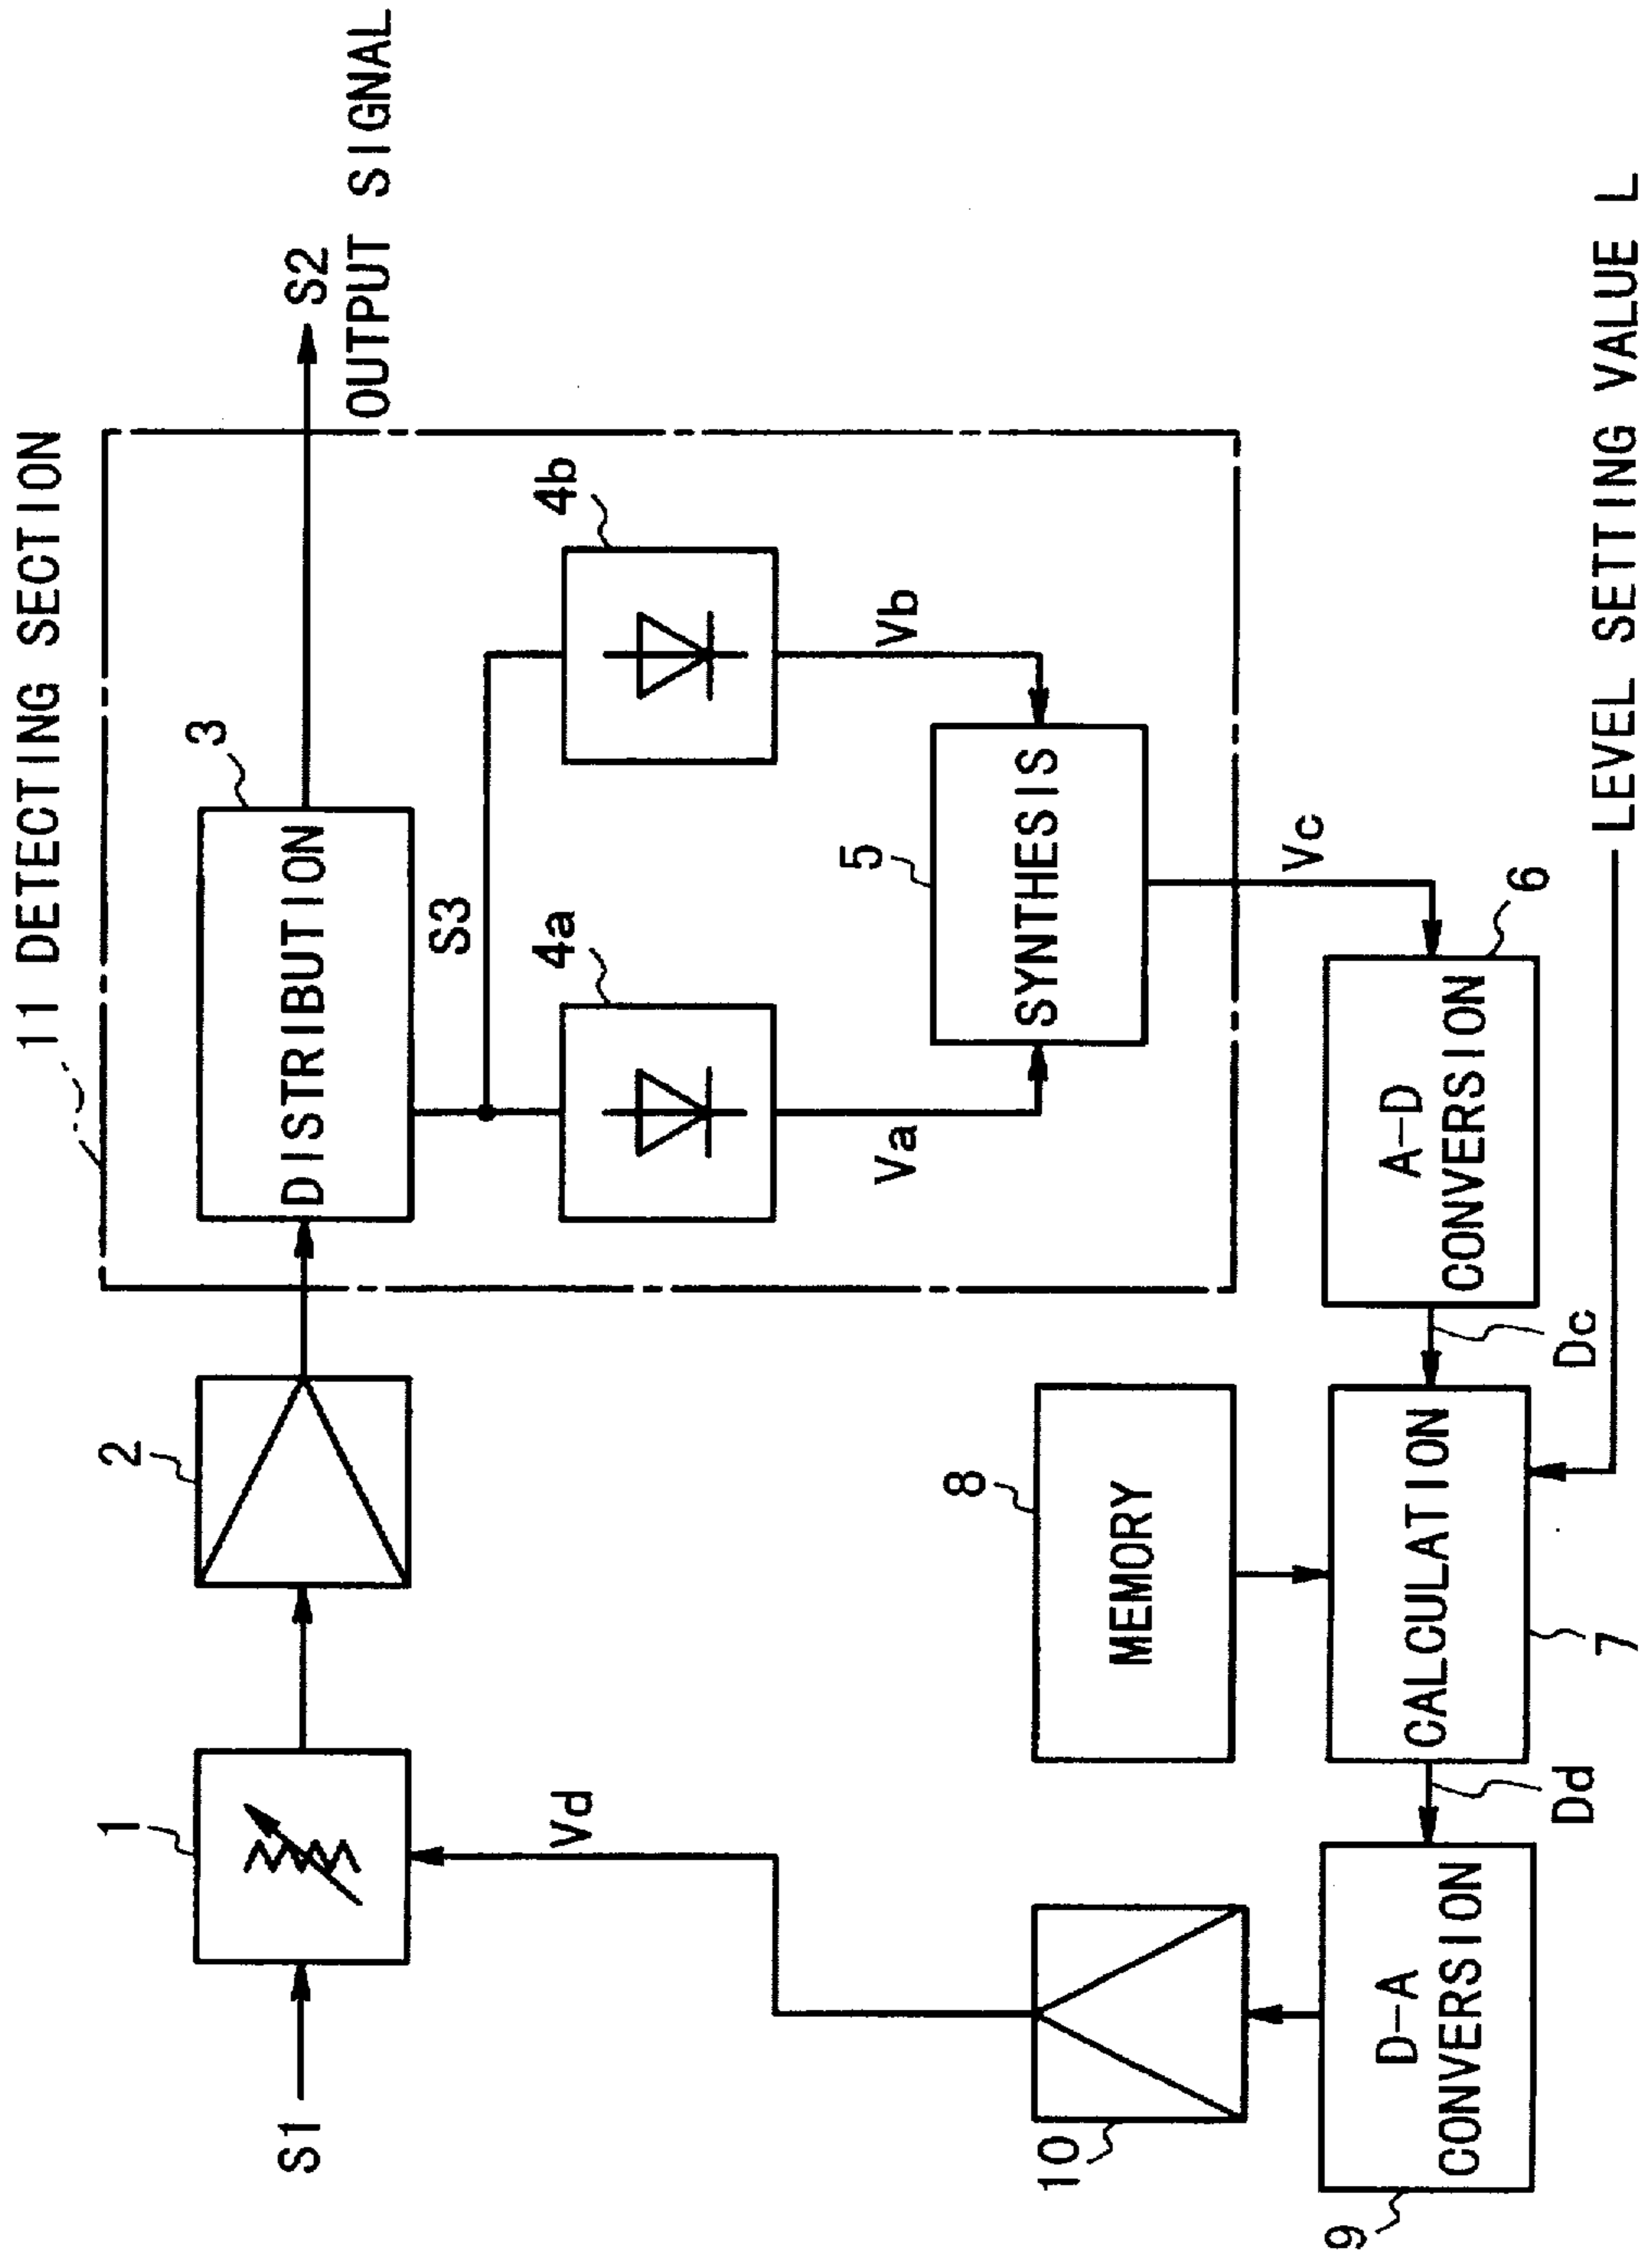 11 DETECTING SECTION
1
2
3
S1
DISTRIBUTION
S2
OUTPUT SIGNAL
S3
Vd
4a
4b
Va
Vb
5
SYNTHESIS
10
8
MEMORY
Vc
9
D-A
CONVERSION
Dd
CALCULATION
7
Dc
A-D
CONVERSION
6
LEVEL SETTING VALUE L